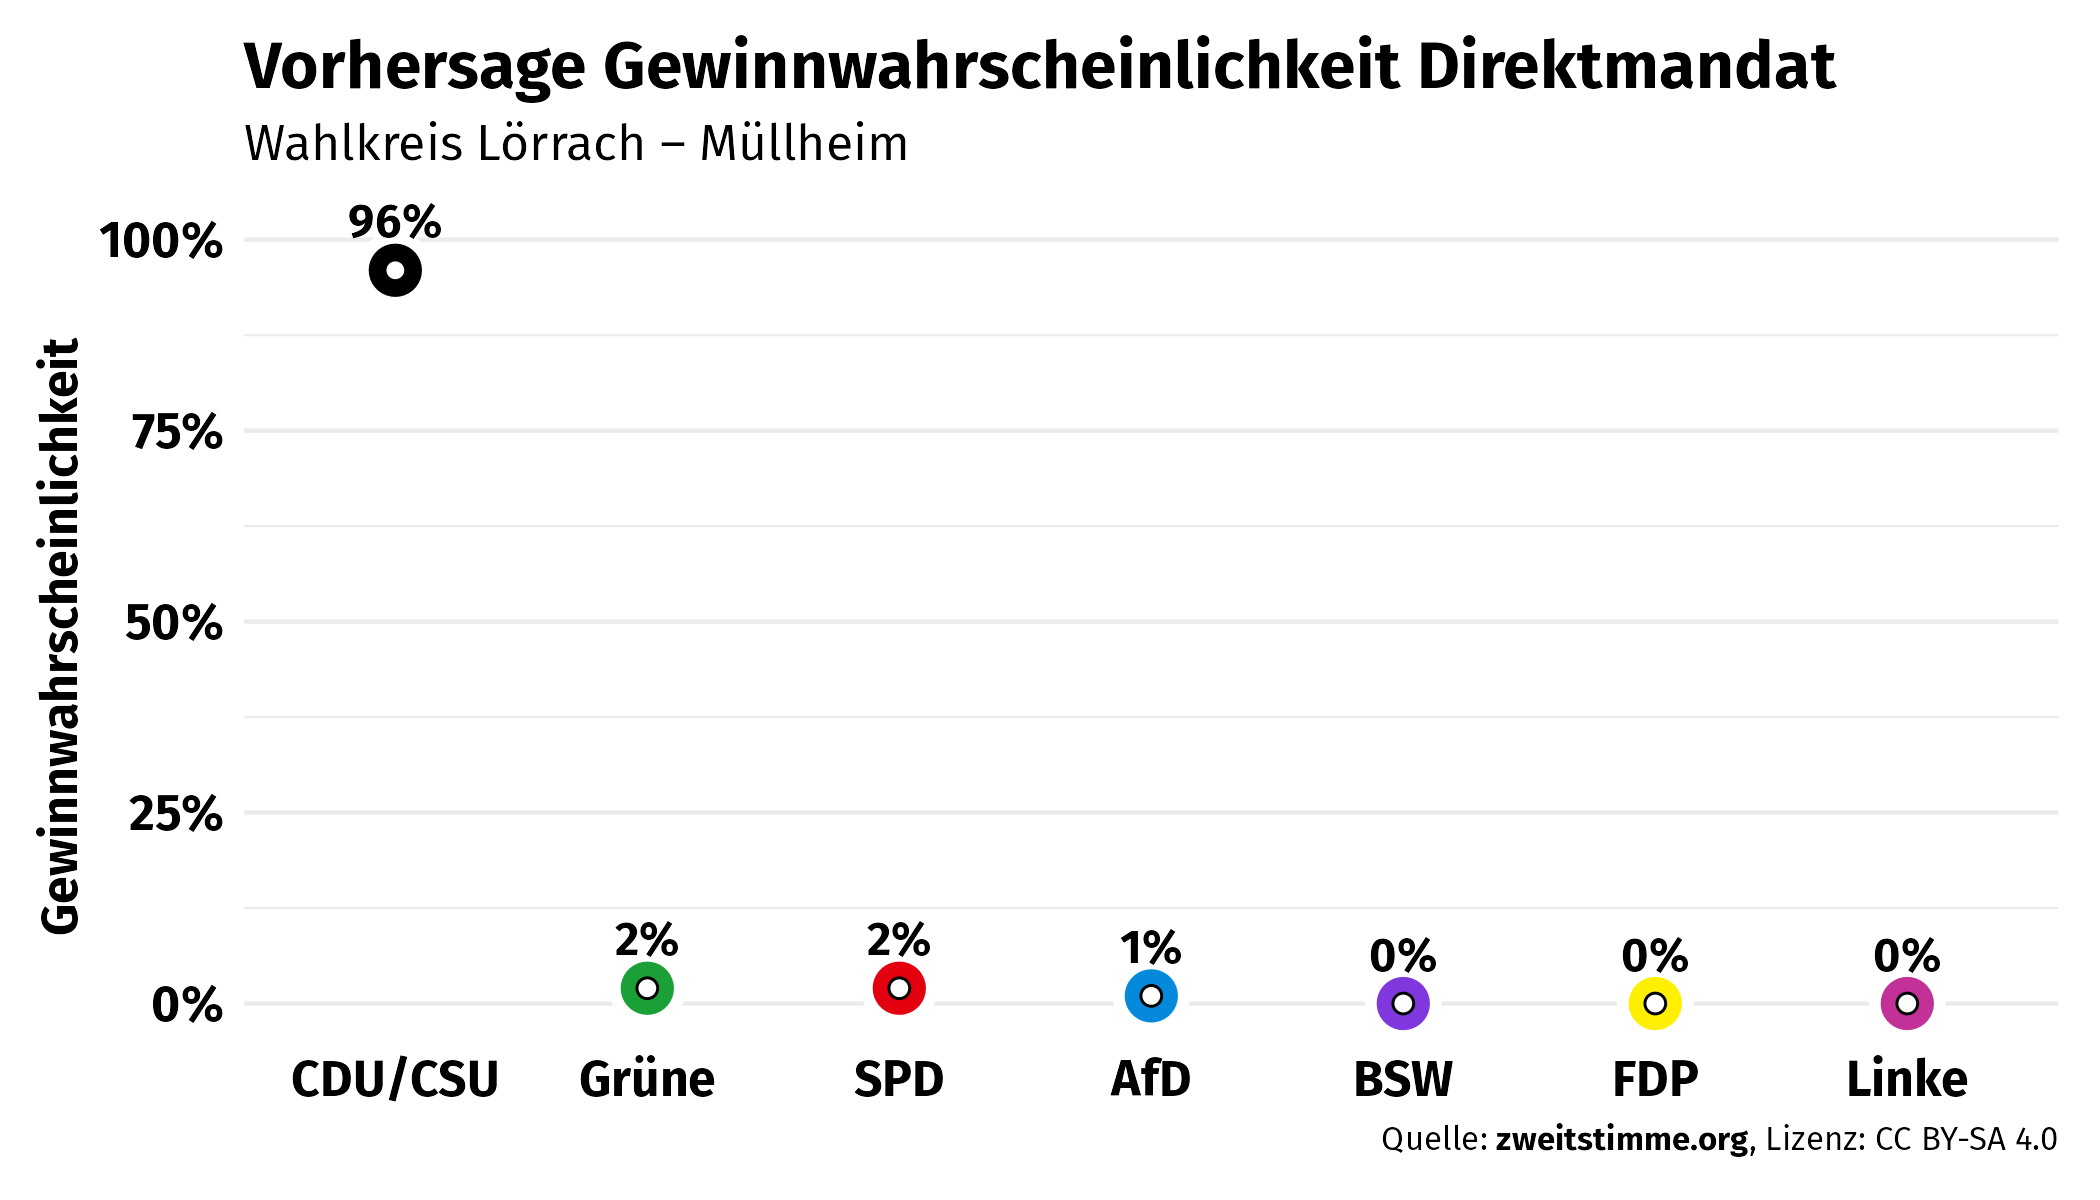 Vorhersage Gewinnwahrscheinlichkeit Direktmandat
Wahlkreis Lörrach – Müllheim
Gewinnwahrscheinlichkeit
100%
75%
50%
25%
0%
96%
2%
2%
1%
0%
0%
0%
CDU/CSU
Grüne
SPD
AfD
BSW
FDP
Linke
Quelle: zweitstimme.org, Lizenz: CC BY-SA 4.0